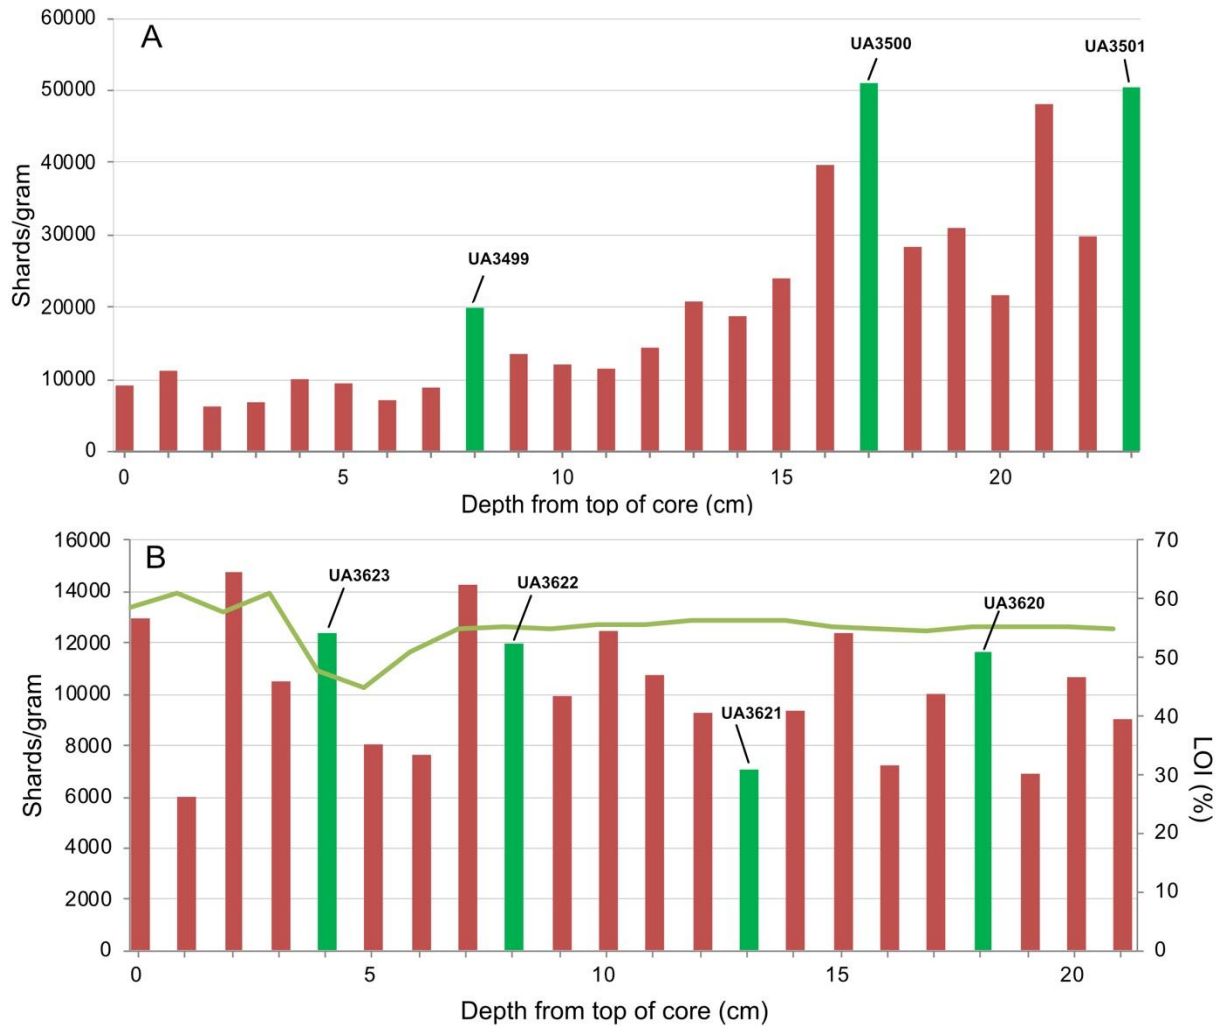 A
60000
50000
40000
30000
20000
10000
0
Shards/gram
UA3499
UA3500
UA3501
0 5 10 15 20
Depth from top of core (cm)
B
16000
14000
12000
10000
8000
6000
4000
2000
0
Shards/gram
UA3623
UA3622
UA3621
UA3620
70
60
50
40
30
20
10
0
LOI (%)
0 5 10 15 20
Depth from top of core (cm)